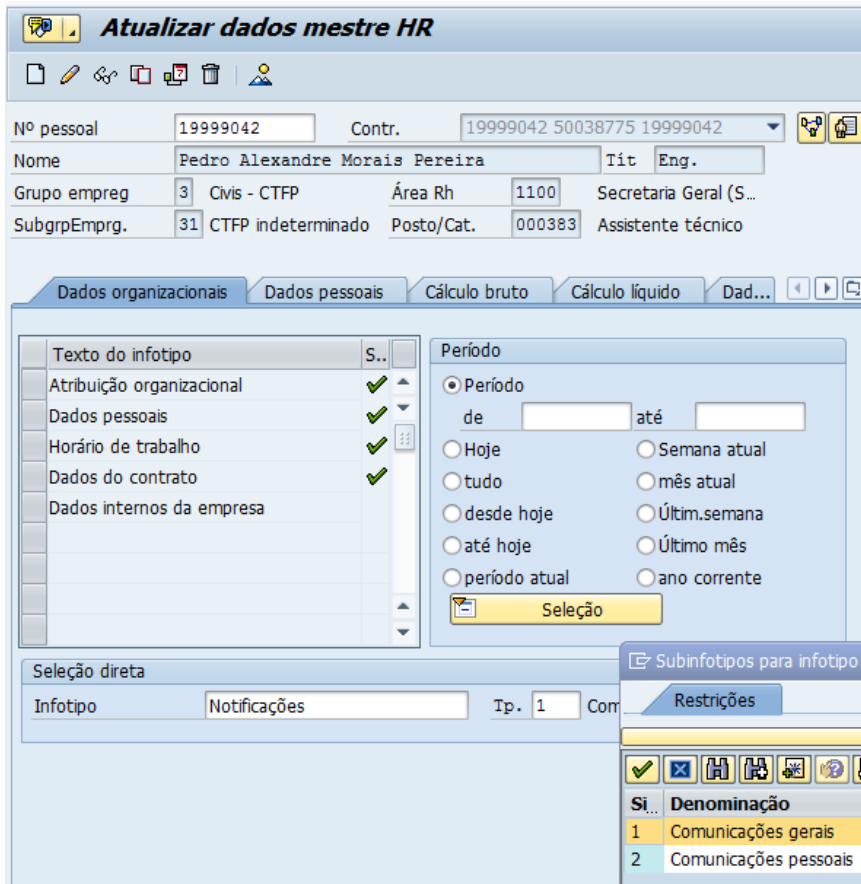 Atualizar dados mestre HR
Nº pessoal 19999042 Contr. 19999042 50038775 19999042
Nome Pedro Alexandre Morais Pereira Tít Eng.
Grupo empreg 3 Civis - CTFP Área Rh 1100 Secretaria Geral (S...
SubgrpEmprg. 31 CTFP indeterminado Posto/Cat. 000383 Assistente técnico
Dados organizacionais Dados pessoais Cálculo bruto Cálculo líquido Dad...
Texto do infotipo S..
Atribuição organizacional
Dados pessoais
Horário de trabalho
Dados do contrato
Dados internos da empresa
Período
Período
de até
Hoje Semana atual
tudo mês atual
desde hoje Últim.semana
até hoje Último mês
período atual ano corrente
Seleção
Seleção direta
Infotipo Notificações Tp. 1 Com
Subinfotipos para infotipo
Restrições
Si... Denominação
1 Comunicações gerais
2 Comunicações pessoais